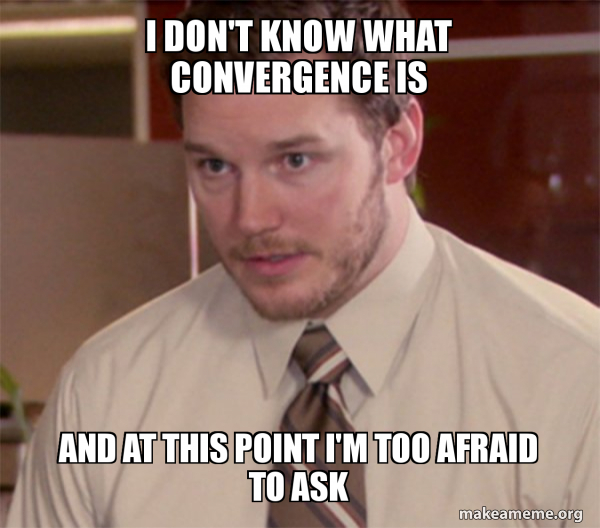 I DON'T KNOW WHAT
CONVERGENCE IS
AND AT THIS POINT I'M TOO AFRAID
TO ASK
makeameme.org